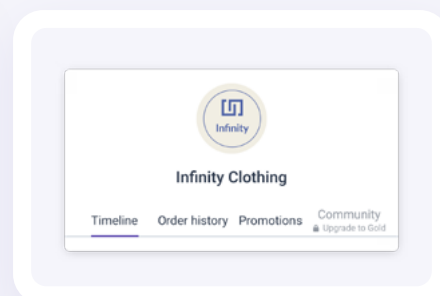 Infinity
Infinity Clothing
Timeline Order history Promotions Community
Upgrade to Gold